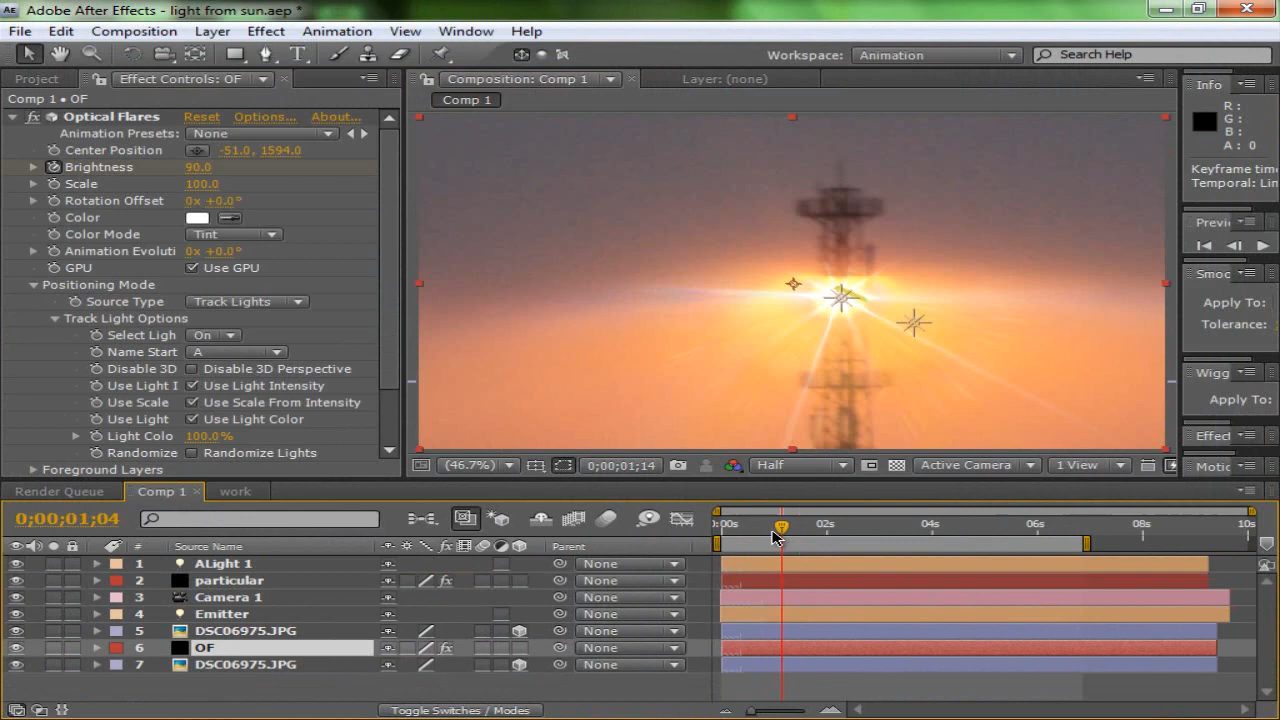 Adobe After Effects - light from sun.aep *
File Edit Composition Layer Effect Animation View Window Help
Workspace: Animation Search Help
Project Effect Controls: OF Composition: Comp 1 Layer: (none) Info
Comp 1 • OF Comp 1
fx Optical Flares Reset Options... About...
Animation Presets: None
Center Position -51.0, 1594.0
Brightness 90.0
Scale 100.0
Rotation Offset 0x +0.0°
Color
Color Mode Tint
Animation Evoluti 0x +0.0°
GPU Use GPU
Positioning Mode
Source Type Track Lights
Track Light Options
Select Ligh On
Name Start A
Disable 3D Disable 3D Perspective
Use Light I Use Light Intensity
Use Scale Use Scale From Intensity
Use Light Use Light Color
Light Colo 100.0%
Randomize Randomize Lights
Foreground Layers
R :
G :
B :
A : 0
Keyframe time
Temporal: Lin
Previ
Smoo
Apply To:
Tolerance:
Wigg
Apply To:
Effec
Motic
(46.7%) 0;00;01;14 Half Active Camera 1 View
Render Queue Comp 1 work
0;00;01;04 :00s 02s 04s 06s 08s 10s
# Source Name fx Parent
1 ALight 1 None
2 particular fx None
3 Camera 1 None
4 Emitter None
5 DSC06975.JPG None
6 OF fx None
7 DSC06975.JPG None
Toggle Switches / Modes